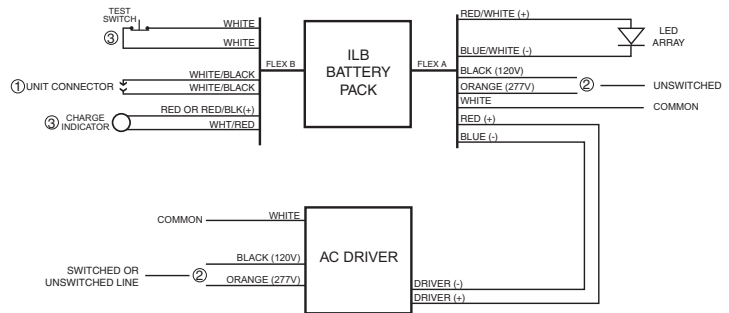 TEST
SWITCH
③
WHITE
WHITE
① UNIT CONNECTOR
WHITE/BLACK
WHITE/BLACK
③ CHARGE
INDICATOR
RED OR RED/BLK(+)
WHT/RED
FLEX B
ILB
BATTERY
PACK
FLEX A
RED/WHITE (+)
BLUE/WHITE (-)
LED
ARRAY
BLACK (120V)
ORANGE (277V)
② UNSWITCHED
WHITE
COMMON
RED (+)
BLUE (-)
COMMON
WHITE
BLACK (120V)
ORANGE (277V)
SWITCHED OR
UNSWITCHED LINE
②
AC DRIVER
DRIVER (-)
DRIVER (+)